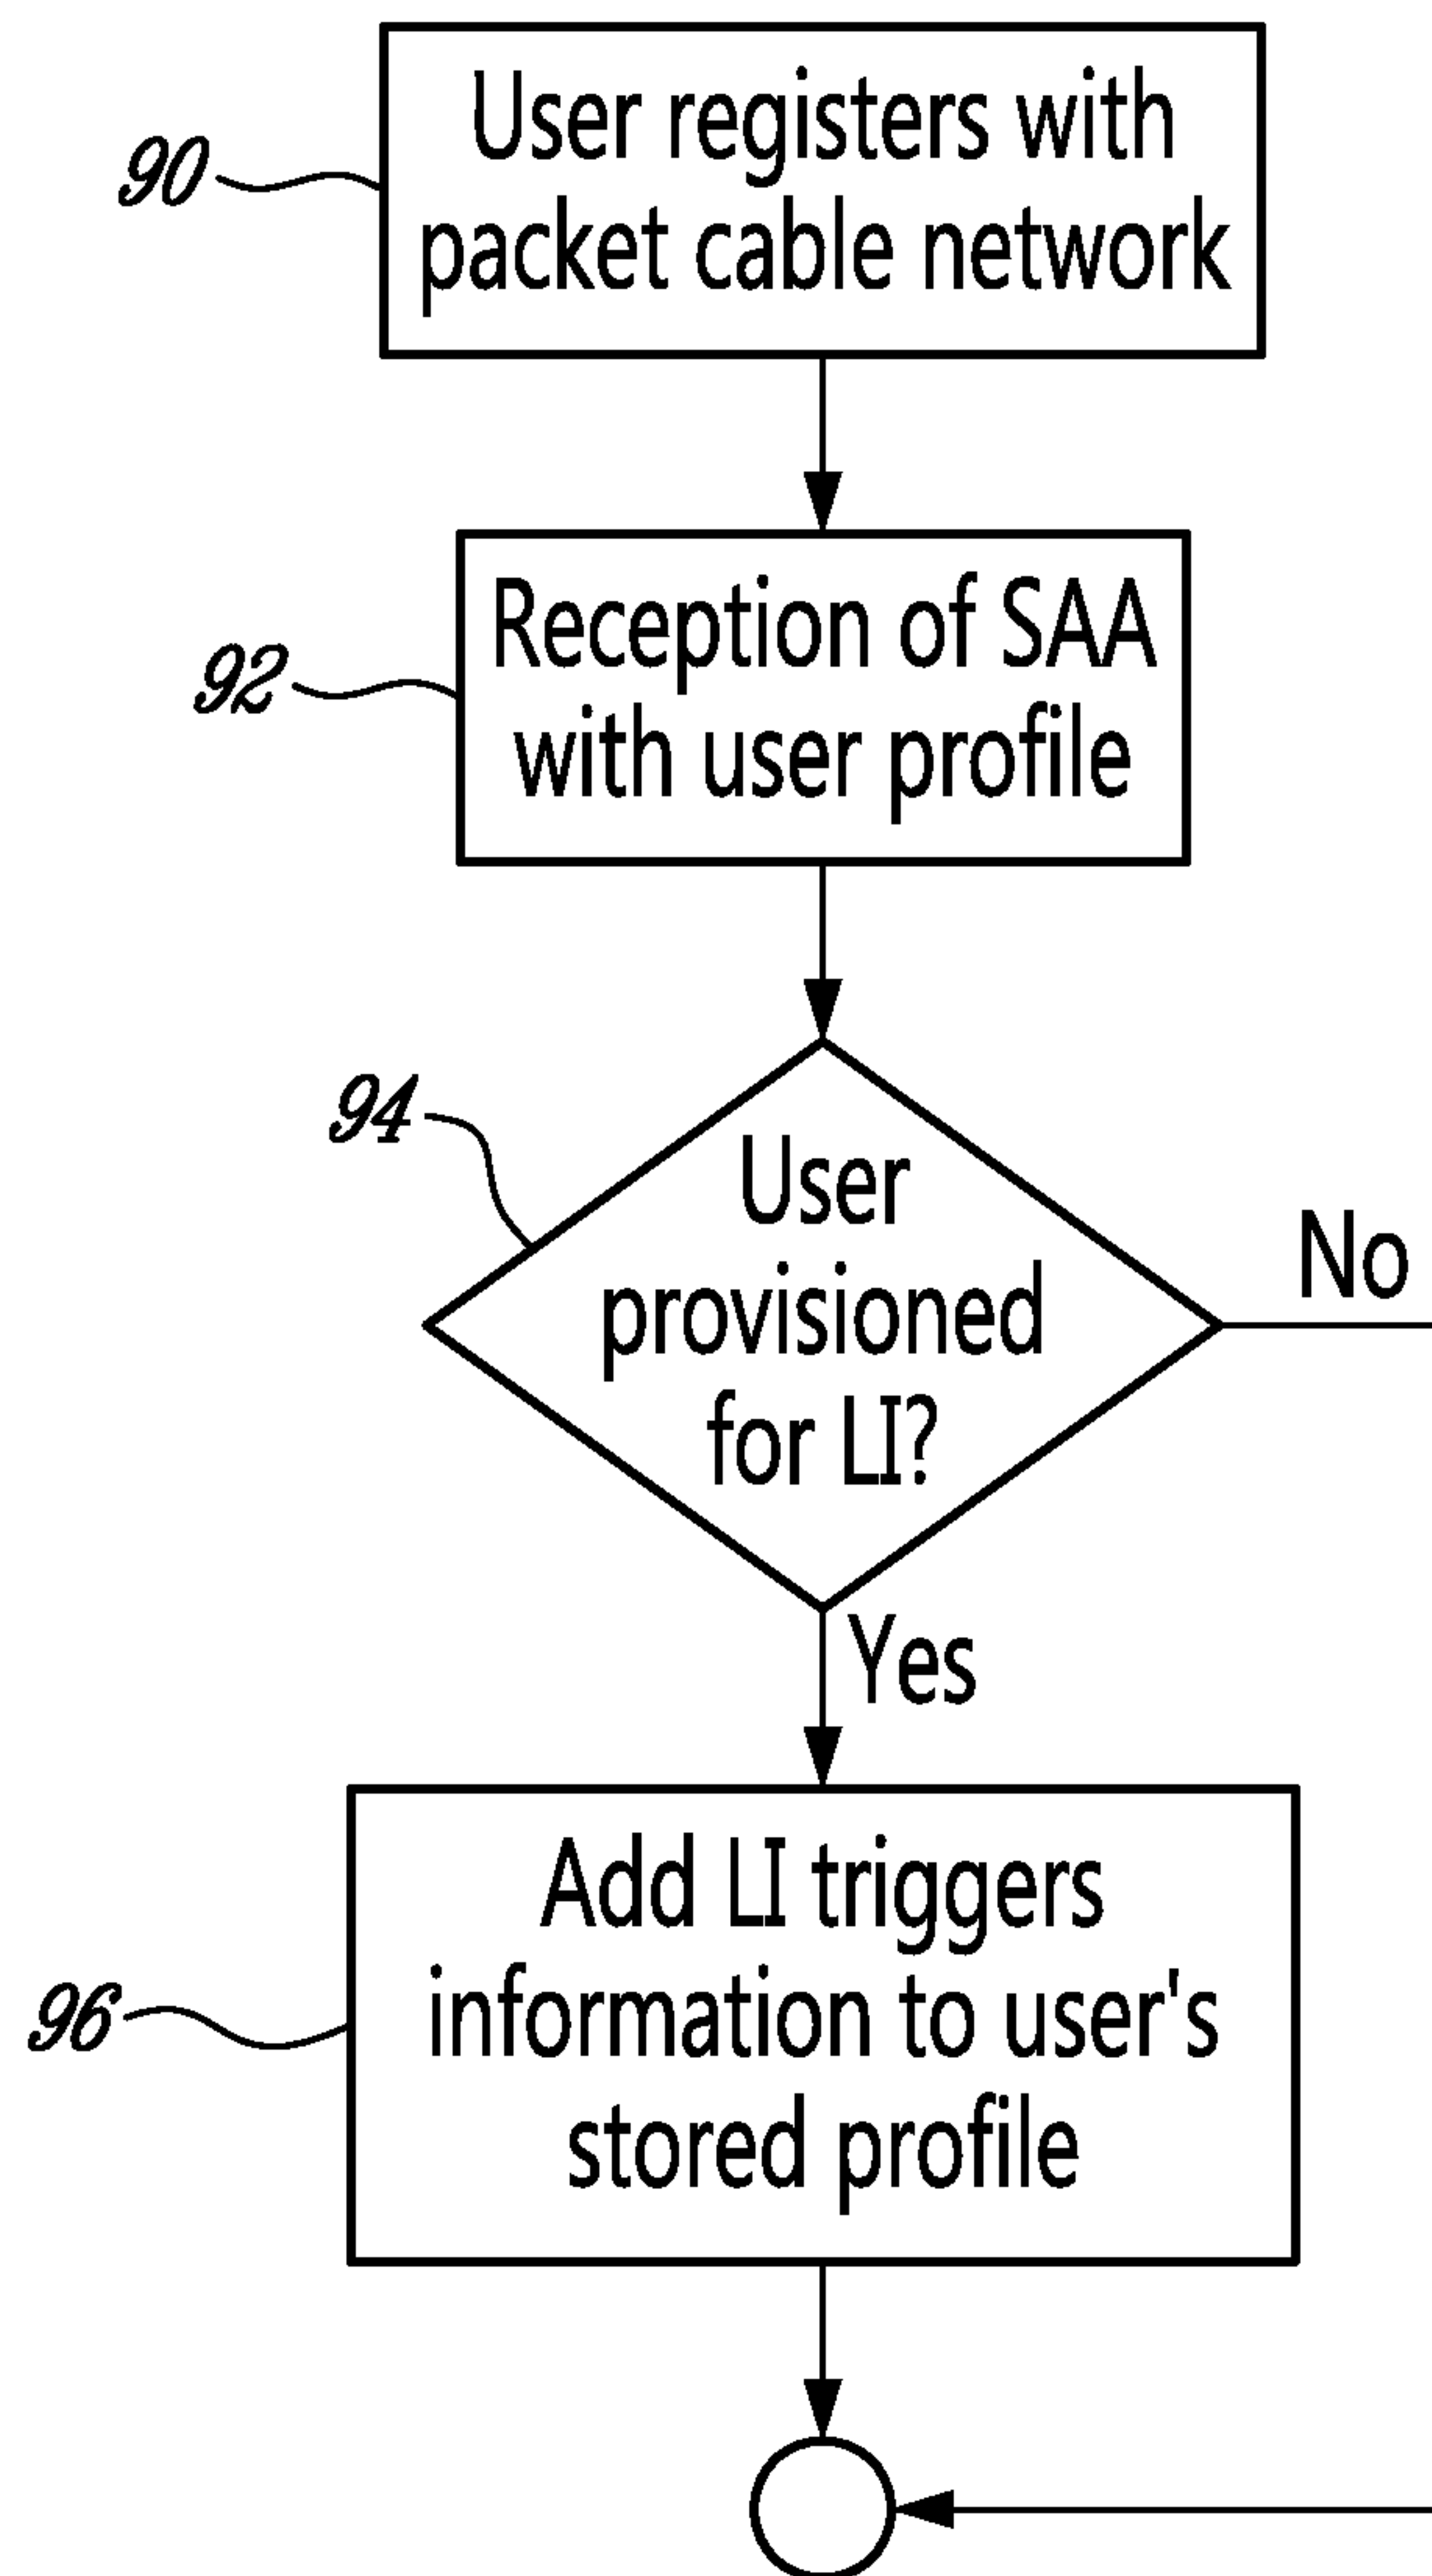 90
User registers with
packet cable network
92
Reception of SAA
with user profile
94
User
provisioned
for LI?
No
Yes
96
Add LI triggers
information to user's
stored profile